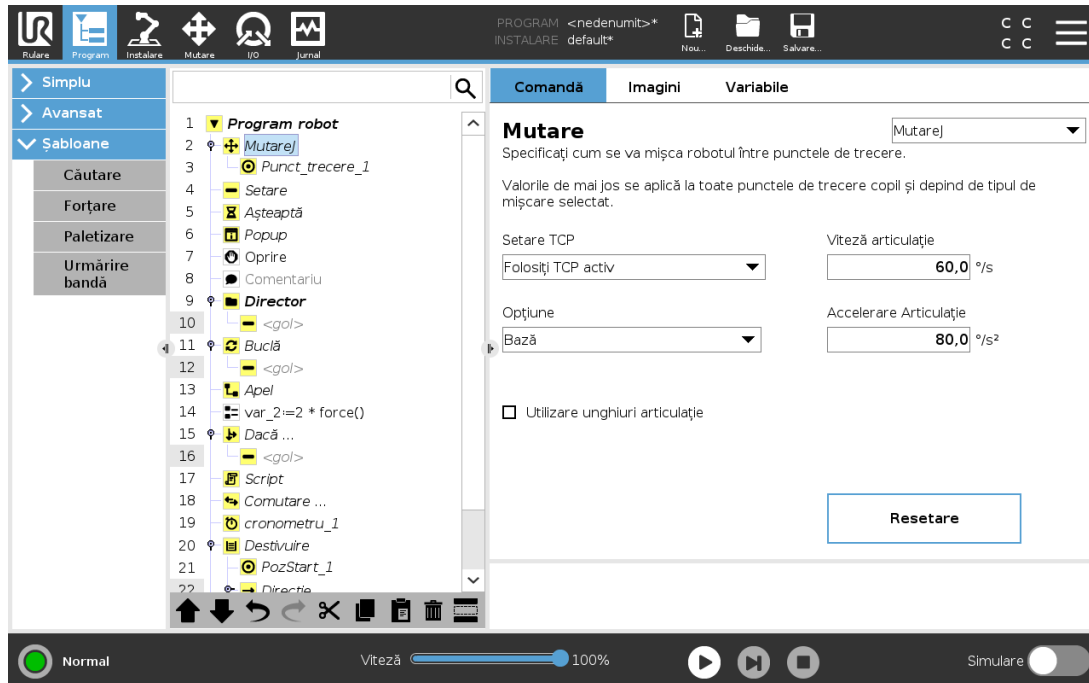 UR
Rulare
Program
Instalare
Mutare
I/O
Jurnal
PROGRAM <nedenumit>*
INSTALARE default*
Nou...
Deschide...
Salvare...
C C
C C
Simplu
Avansat
Șabloane
Căutare
Forțare
Paletizare
Urmărire
bandă
1 Program robot
2 MutareJ
3 Punct_trecere_1
4 Setare
5 Așteaptă
6 Popup
7 Oprire
8 Comentariu
9 Director
10 <gol>
11 Buclă
12 <gol>
13 Apel
14 var_2:=2 * force()
15 Dacă ...
16 <gol>
17 Script
18 Comutare ...
19 cronometru_1
20 Destivuire
21 PozStart_1
22 Direcție
Comandă
Imagini
Variabile
Mutare
MutareJ
Specificați cum se va mișca robotul între punctele de trecere.
Valorile de mai jos se aplică la toate punctele de trecere copil și depind de tipul de
mișcare selectat.
Setare TCP
Viteză articulație
Folosiți TCP activ
60,0 °/s
Opțiune
Accelerare Articulație
Bază
80,0 °/s²
Utilizare unghiuri articulație
Resetare
Normal
Viteză
100%
Simulare